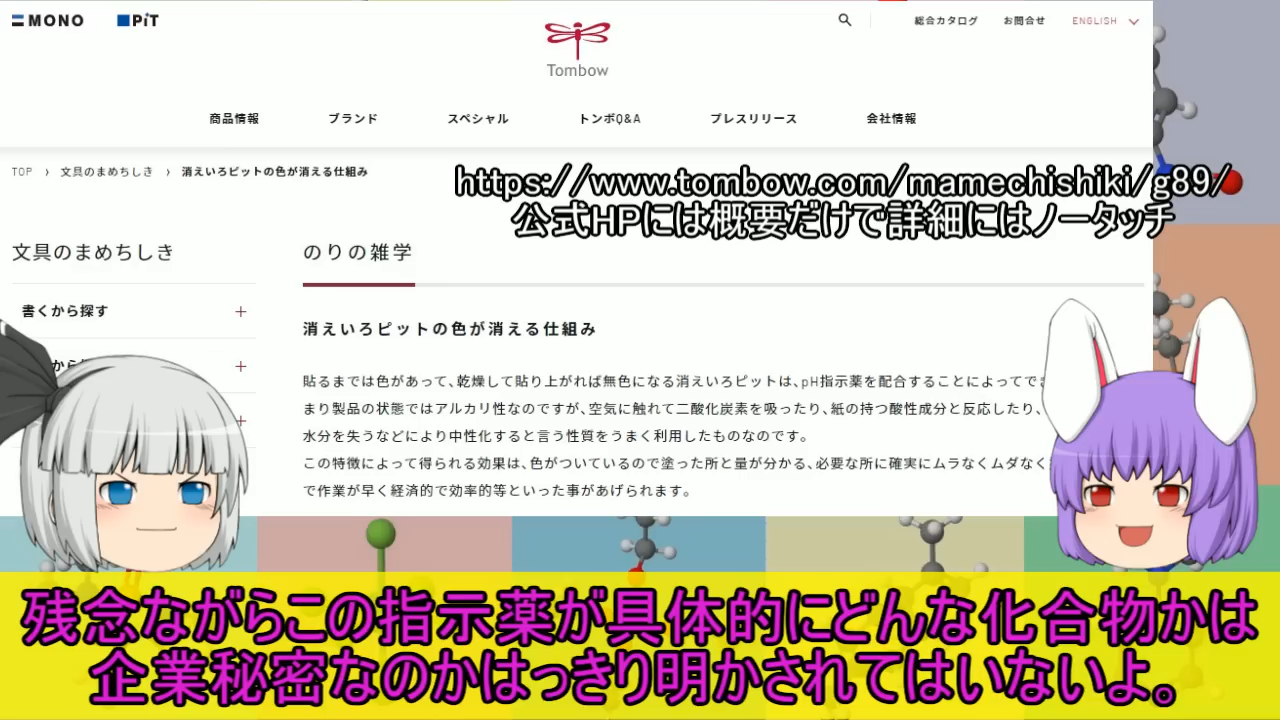 MONO PiT
Tombow
総合カタログ お問合せ ENGLISH
商品情報 ブランド スペシャル トンボQ&A プレスリリース 会社情報
TOP 文具のまめちしき 消えいろピットの色が消える仕組み
https://www.tombow.com/mamechishiki/g89/
公式HPには概要だけで詳細にはノータッチ
文具のまめちしき
書くから探す
から
のりの雑学
消えいろピットの色が消える仕組み
貼るまでは色があって、乾燥して貼り上がれば無色になる消えいろピットは、pH指示薬を配合することによってで
まり製品の状態ではアルカリ性なのですが、空気に触れて二酸化炭素を吸ったり、紙の持つ酸性成分と反応したり、
水分を失うなどにより中性化すると言う性質をうまく利用したものなのです。
この特徴によって得られる効果は、色がついているので塗った所と量が分かる、必要な所に確実にムラなくムダなく
で作業が早く経済的で効率的等といった事があげられます。
残念ながらこの指示薬が具体的にどんな化合物かは
企業秘密なのかはっきり明かされてはいないよ。